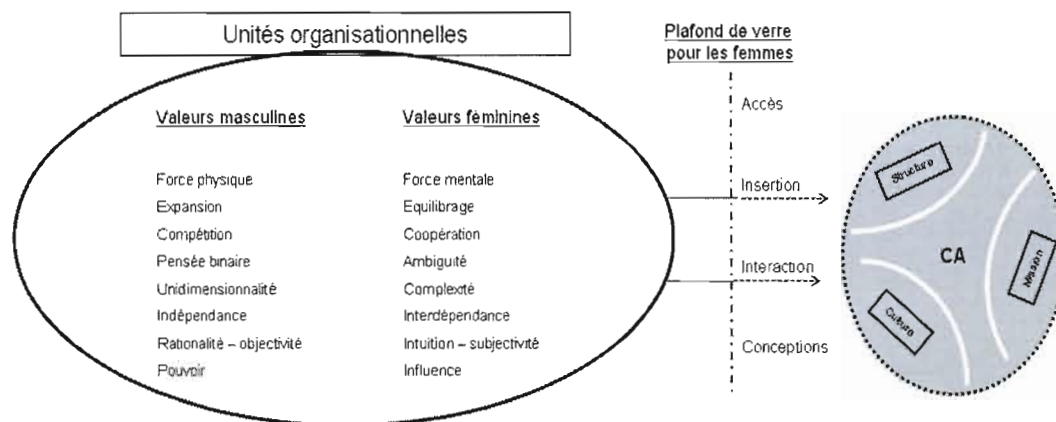 Unités organisationnelles
Plafond de verre
pour les femmes
Valeurs masculines
Valeurs féminines
Force physique
Force mentale
Expansion
Equilibrage
Compétition
Coopération
Pensée binaire
Ambiguité
Unidimensionnalité
Complexité
Indépendance
Interdépendance
Rationalité – objectivité
Intuition – subjectivité
Pouvoir
Influence
Accès
Insertion
Interaction
Conceptions
Structure
CA
Mission
Culture